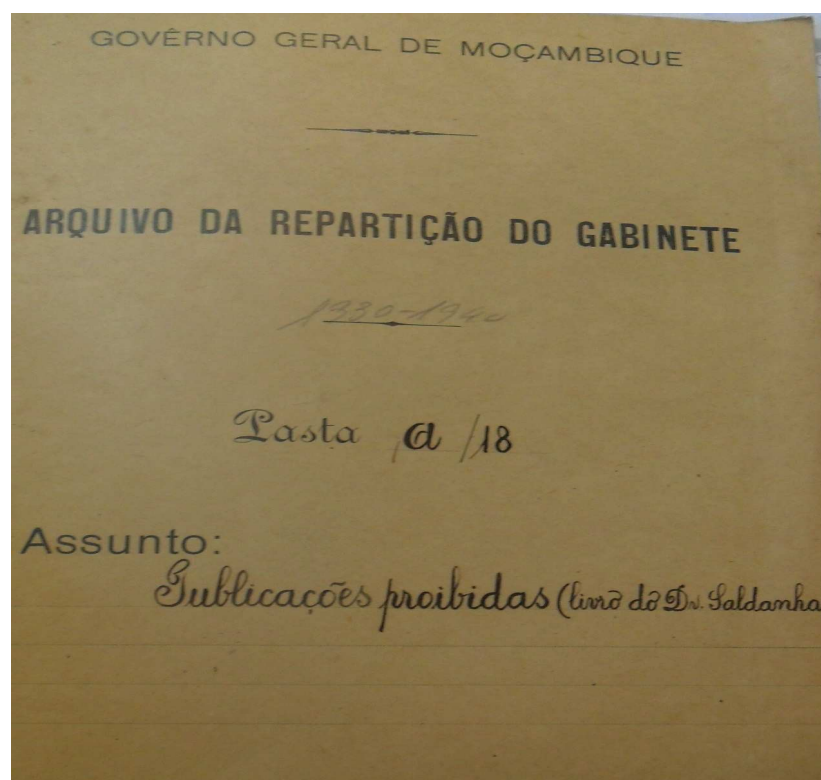 GOVÊRNO GERAL DE MOÇAMBIQUE
ARQUIVO DA REPARTIÇÃO DO GABINETE
1930-1940
Pasta a /18
Assunto:
Publicações proibidas (livro do Dr. Saldanha